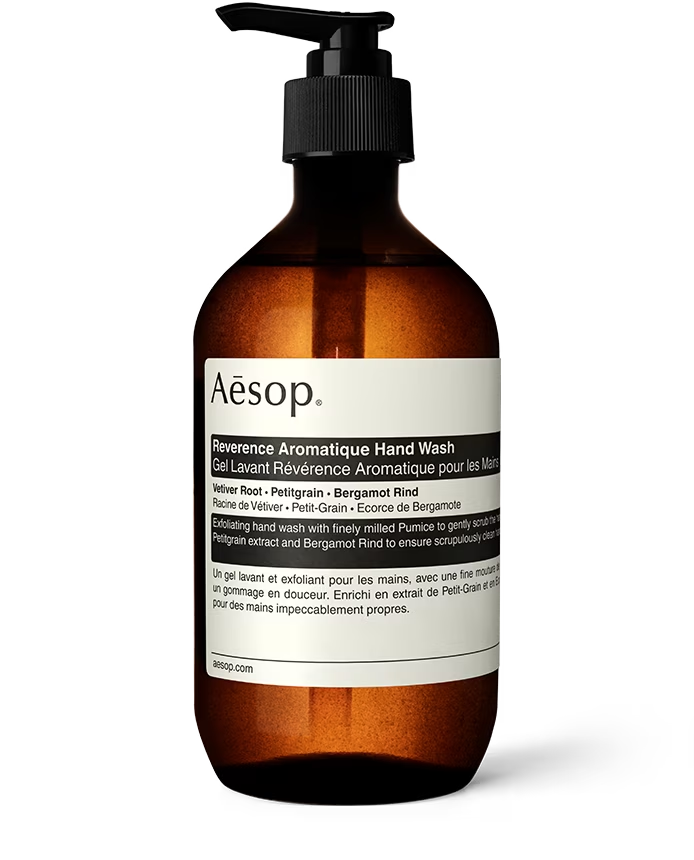 Aēsop®
Reverence Aromatique Hand Wash
Gel Lavant Révérence Aromatique pour les Mains
Vetiver Root • Petitgrain • Bergamot Rind
Racine de Vétiver • Petit-Grain • Ecorce de Bergamote
Exfoliating hand wash with finely milled Pumice to gently scrub the
Petitgrain extract and Bergamot Rind to ensure scrupulously clean
Un gel lavant et exfoliant pour les mains, avec une fine mouture
un gommage en douceur. Enrichi en extrait de Petit-Grain et en
pour des mains impeccablement propres.
aesop.com